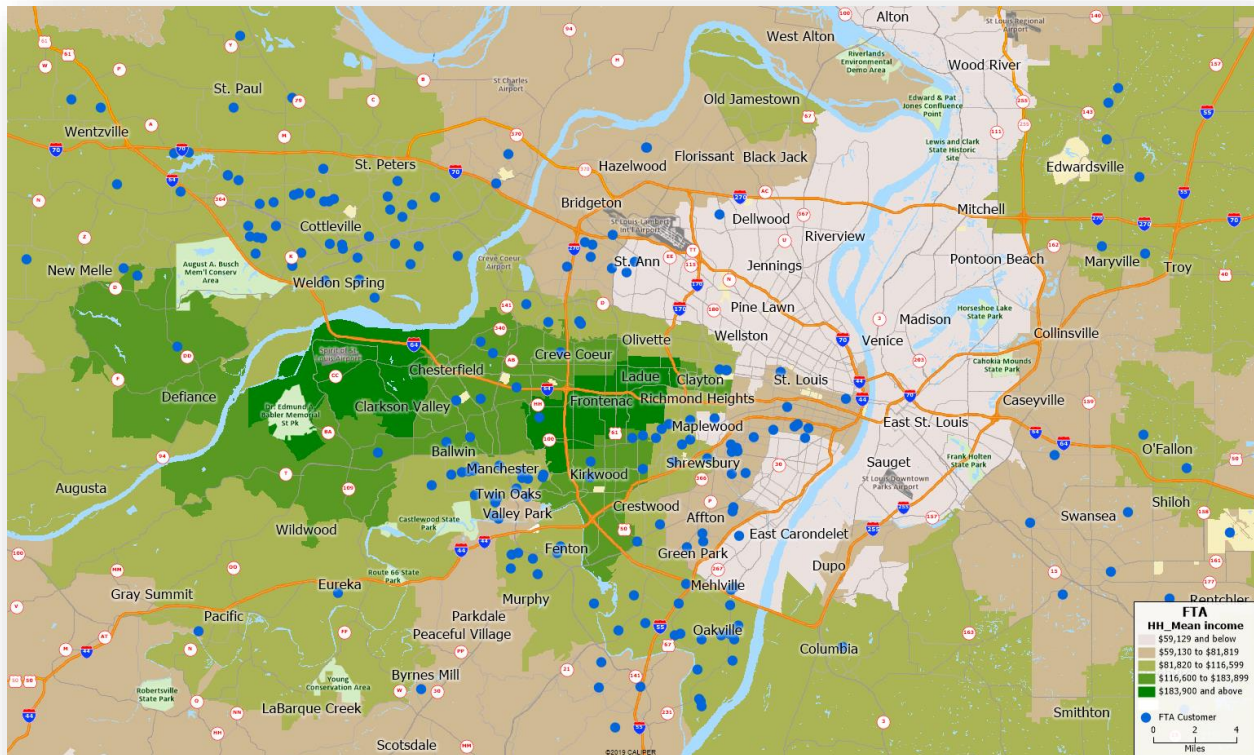 Alton
St Louis Regional
Airport
West Alton
Riverlands
Environmental
Demo Area
Wood River
St. Paul
St Charles
Airport
Old Jamestown
Edward & Pat
Jones Confluence
Point
Wentzville
Lewis and Clark
State Historic
Site
Edwardsville
St. Peters
Hazelwood
Florissant
Black Jack
Bridgeton
Mitchell
Dellwood
Cottleville
St Louis-Lambert
Int'l Airport
Riverview
New Melle
August A. Busch
Mem'l Conserv
Area
Creve Coeur
Airport
St. Ann
Jennings
Pontoon Beach
Maryville
Troy
Weldon Spring
Pine Lawn
Horseshoe Lake
State Park
Wellston
Madison
Collinsville
Olivette
Venice
Creve Coeur
Cahokia Mounds
State Park
Chesterfield
Ladue
Clayton
St. Louis
Defiance
Clarkson Valley
Frontenac
Richmond Heights
Caseyville
Dr. Edmund A.
Babler Memorial
St Pk
Maplewood
East St. Louis
Ballwin
O'Fallon
Manchester
Kirkwood
Shrewsbury
Sauget
Frank Holten
State Park
St Louis Downtown
Parks Airport
Augusta
Twin Oaks
Valley Park
Crestwood
Affton
Shiloh
Swansea
Wildwood
Castlewood State
Park
East Carondelet
Fenton
Green Park
Dupo
Route 66 State
Park
Eureka
Gray Summit
Murphy
Mehlville
Rentchler
Pacific
Parkdale
Peaceful Village
Oakville
Columbia
Byrnes Mill
Young
Conservation Area
Robertsville
State Park
LaBarque Creek
Smithton
Scotsdale
©2019 CALIPER
FTA
HH_Mean income
$59,129 and below
$59,130 to $81,819
$81,820 to $116,599
$116,600 to $183,899
$183,900 and above
FTA Customer
0 2 4
Miles